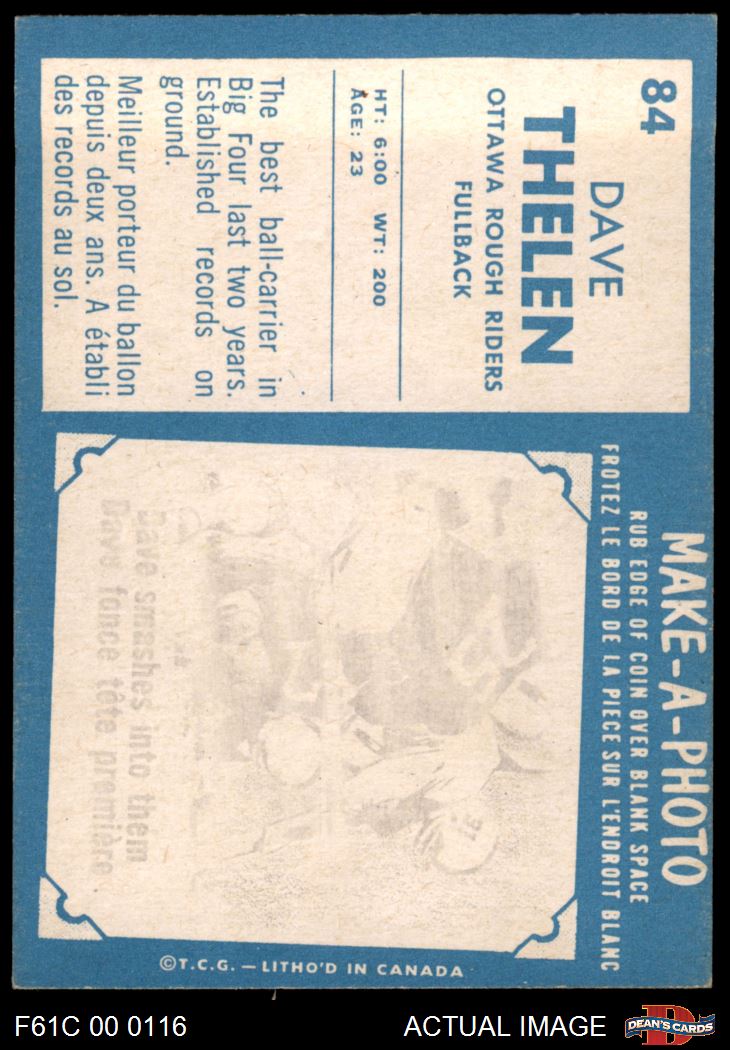 84
DAVE
THELEN
OTTAWA ROUGH RIDERS
FULLBACK
HT: 6:00 WT: 200
AGE: 23
The best ball-carrier in
Big Four last two years.
Established records on
ground.
Meilleur porteur du ballon
depuis deux ans. A établi
des records au sol.
MAKE-A-PHOTO
RUB EDGE OF COIN OVER BLANK SPACE
FROTEZ LE BORD DE LA PIECE SUR L'ENDROIT BLANC
Dave smashes into them
Dave fonce tête première
©T.C.G. — LITHO'D IN CANADA
F61C 00 0116
ACTUAL IMAGE
D
DEAN'S CARDS